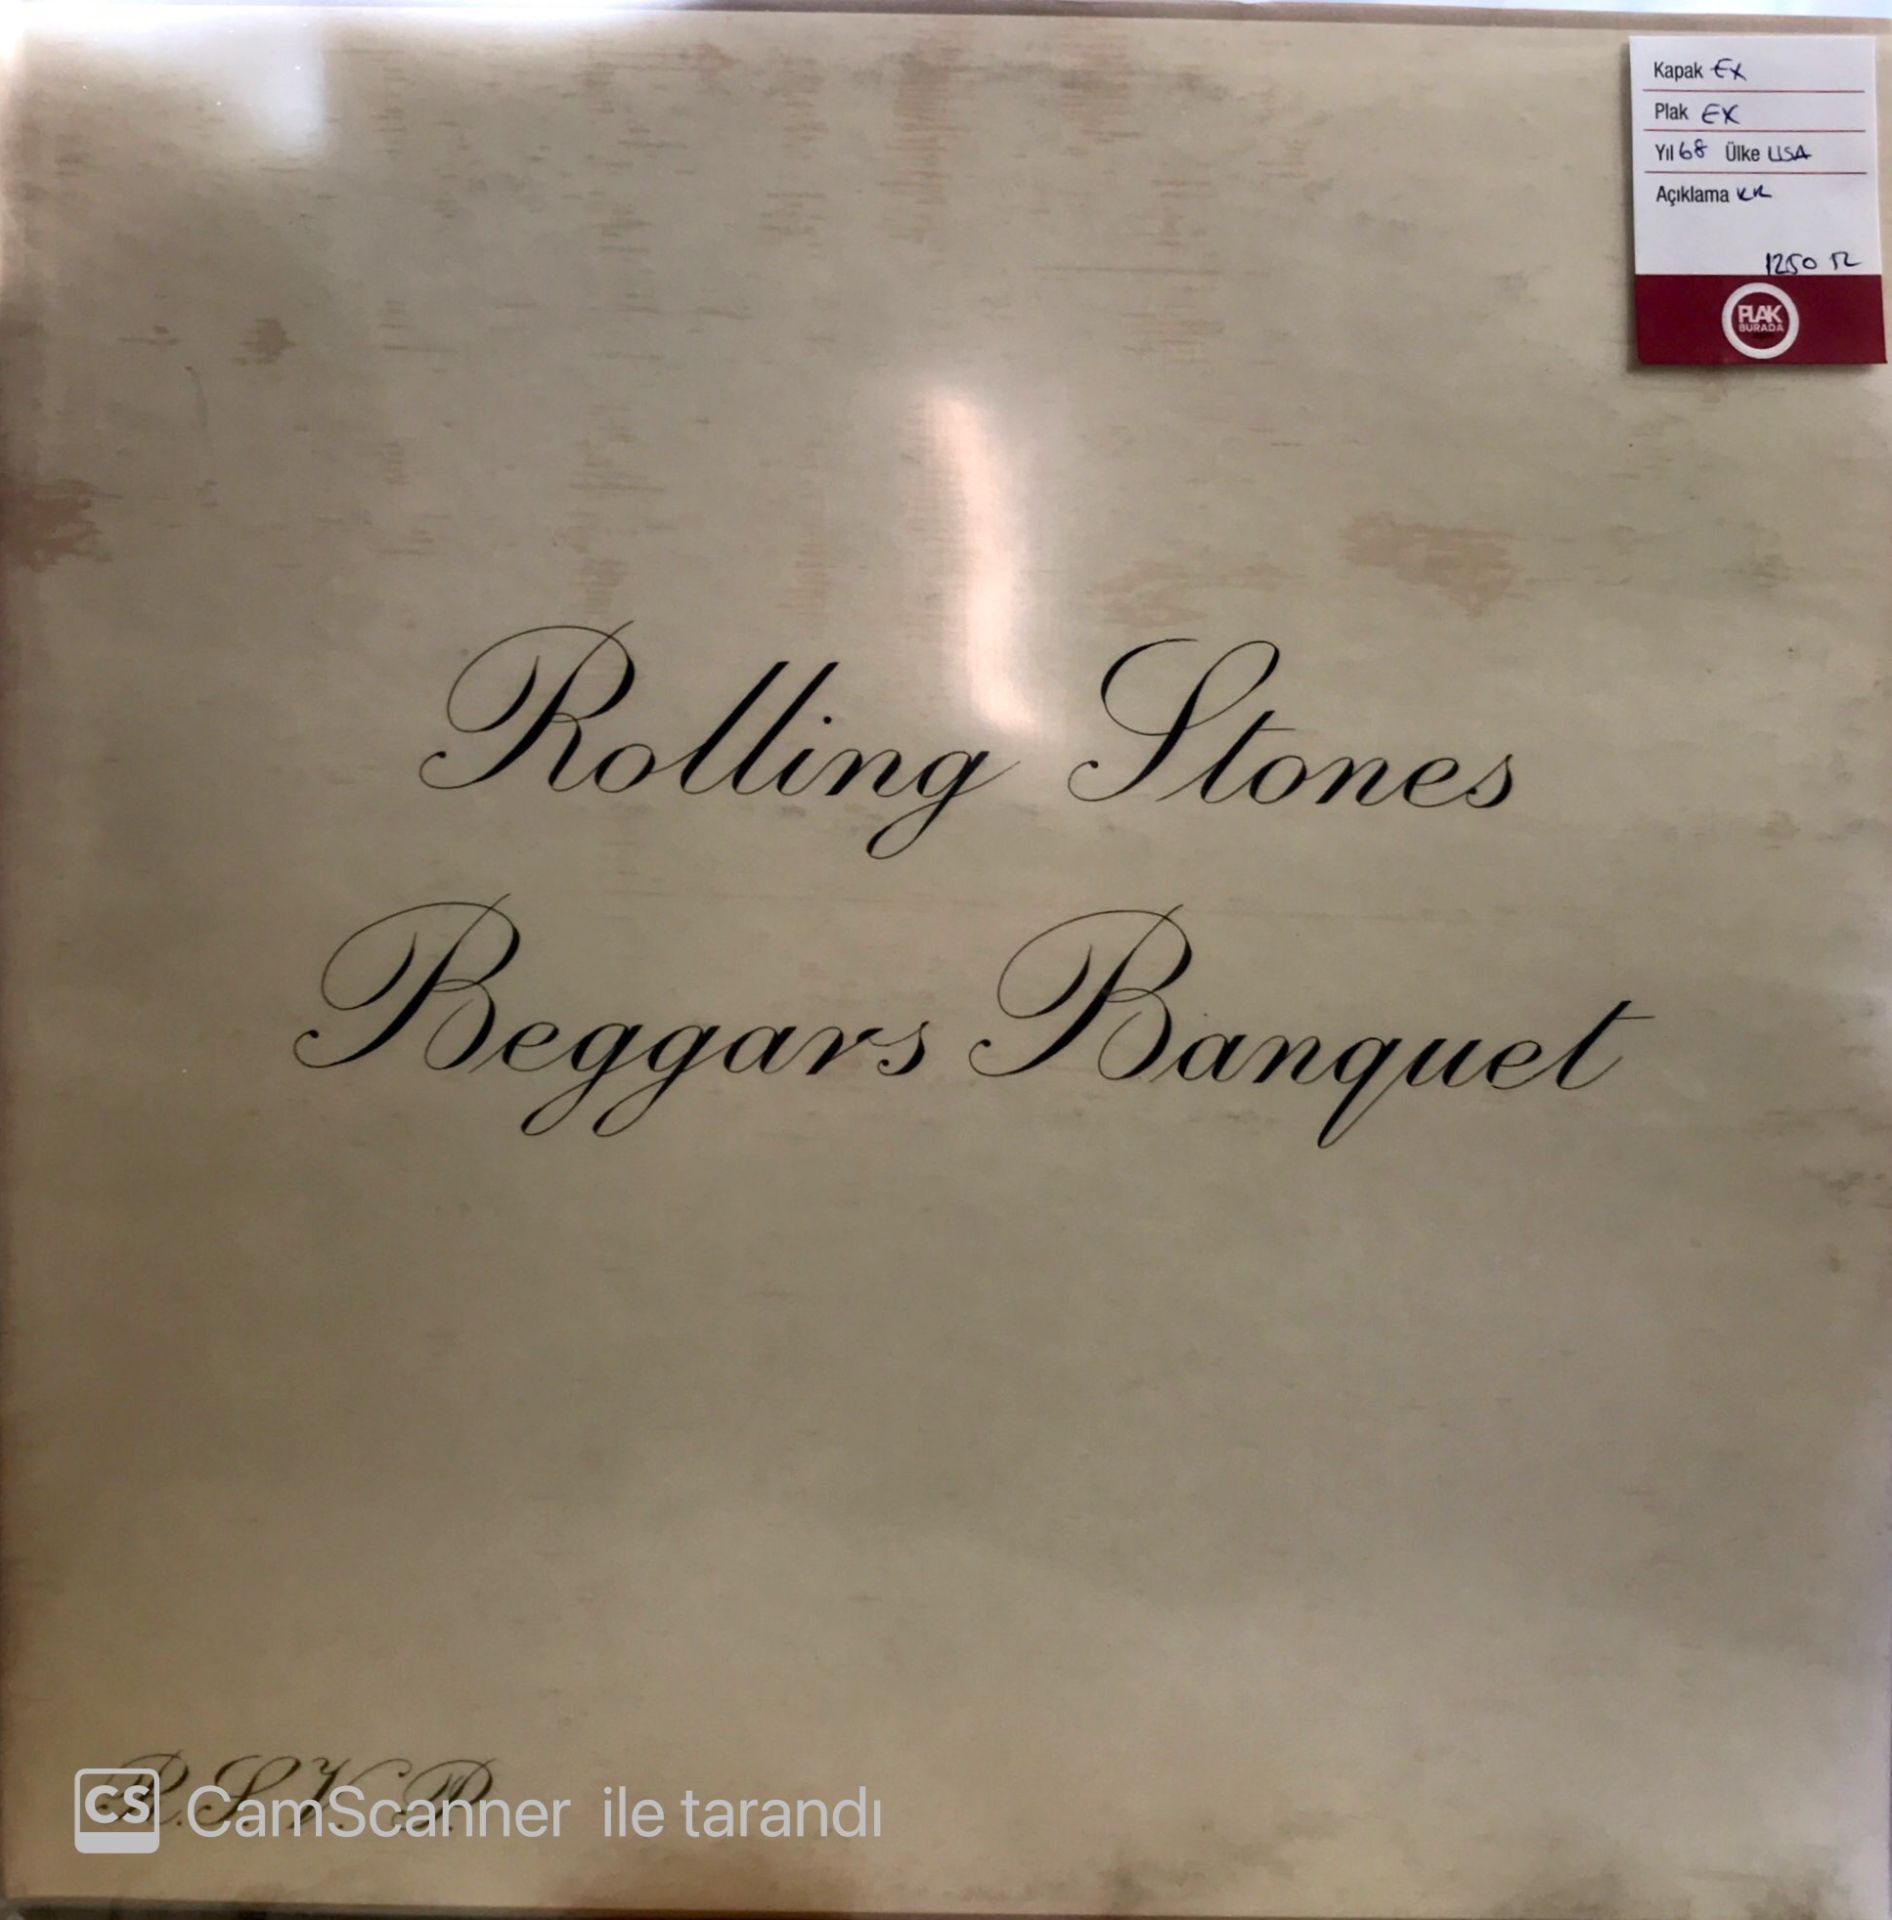 Kapak EX
Plak EX
Yıl 68 Ülke USA
Açıklama
1250 TL
PLAK
BURADA
Rolling Stones
Beggars Banquet
R.S.V.P.
CS CamScanner ile tarandı